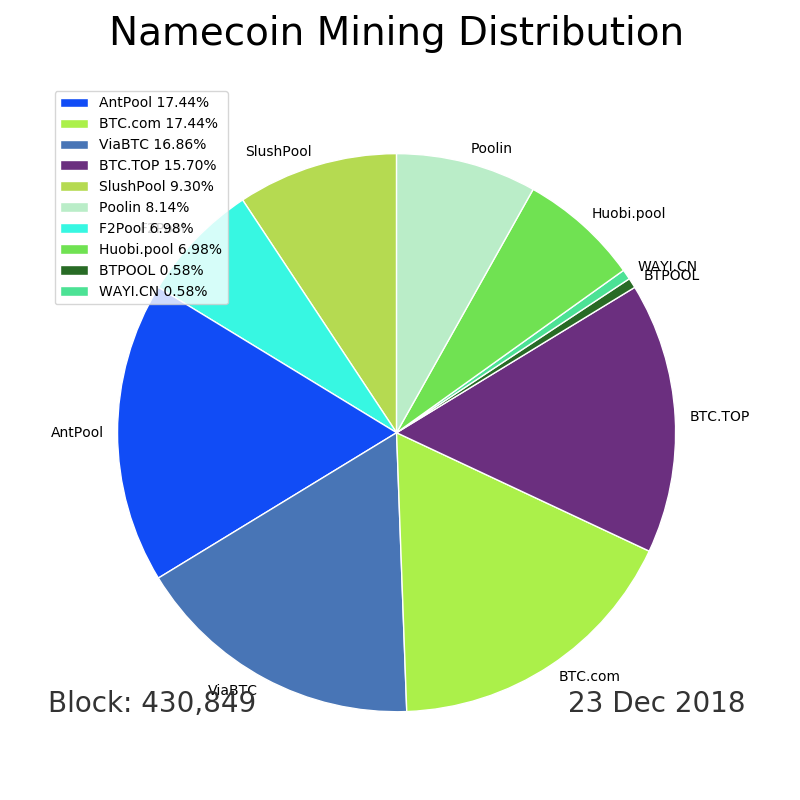 Namecoin Mining Distribution
AntPool 17.44%
BTC.com 17.44%
ViaBTC 16.86%
BTC.TOP 15.70%
SlushPool 9.30%
Poolin 8.14%
F2Pool 6.98%
Huobi.pool 6.98%
BTPOOL 0.58%
WAYI.CN 0.58%
SlushPool
Poolin
Huobi.pool
WAYI.CN
BTPOOL
BTC.TOP
AntPool
BTC.com
ViaBTC
Block: 430,849
23 Dec 2018